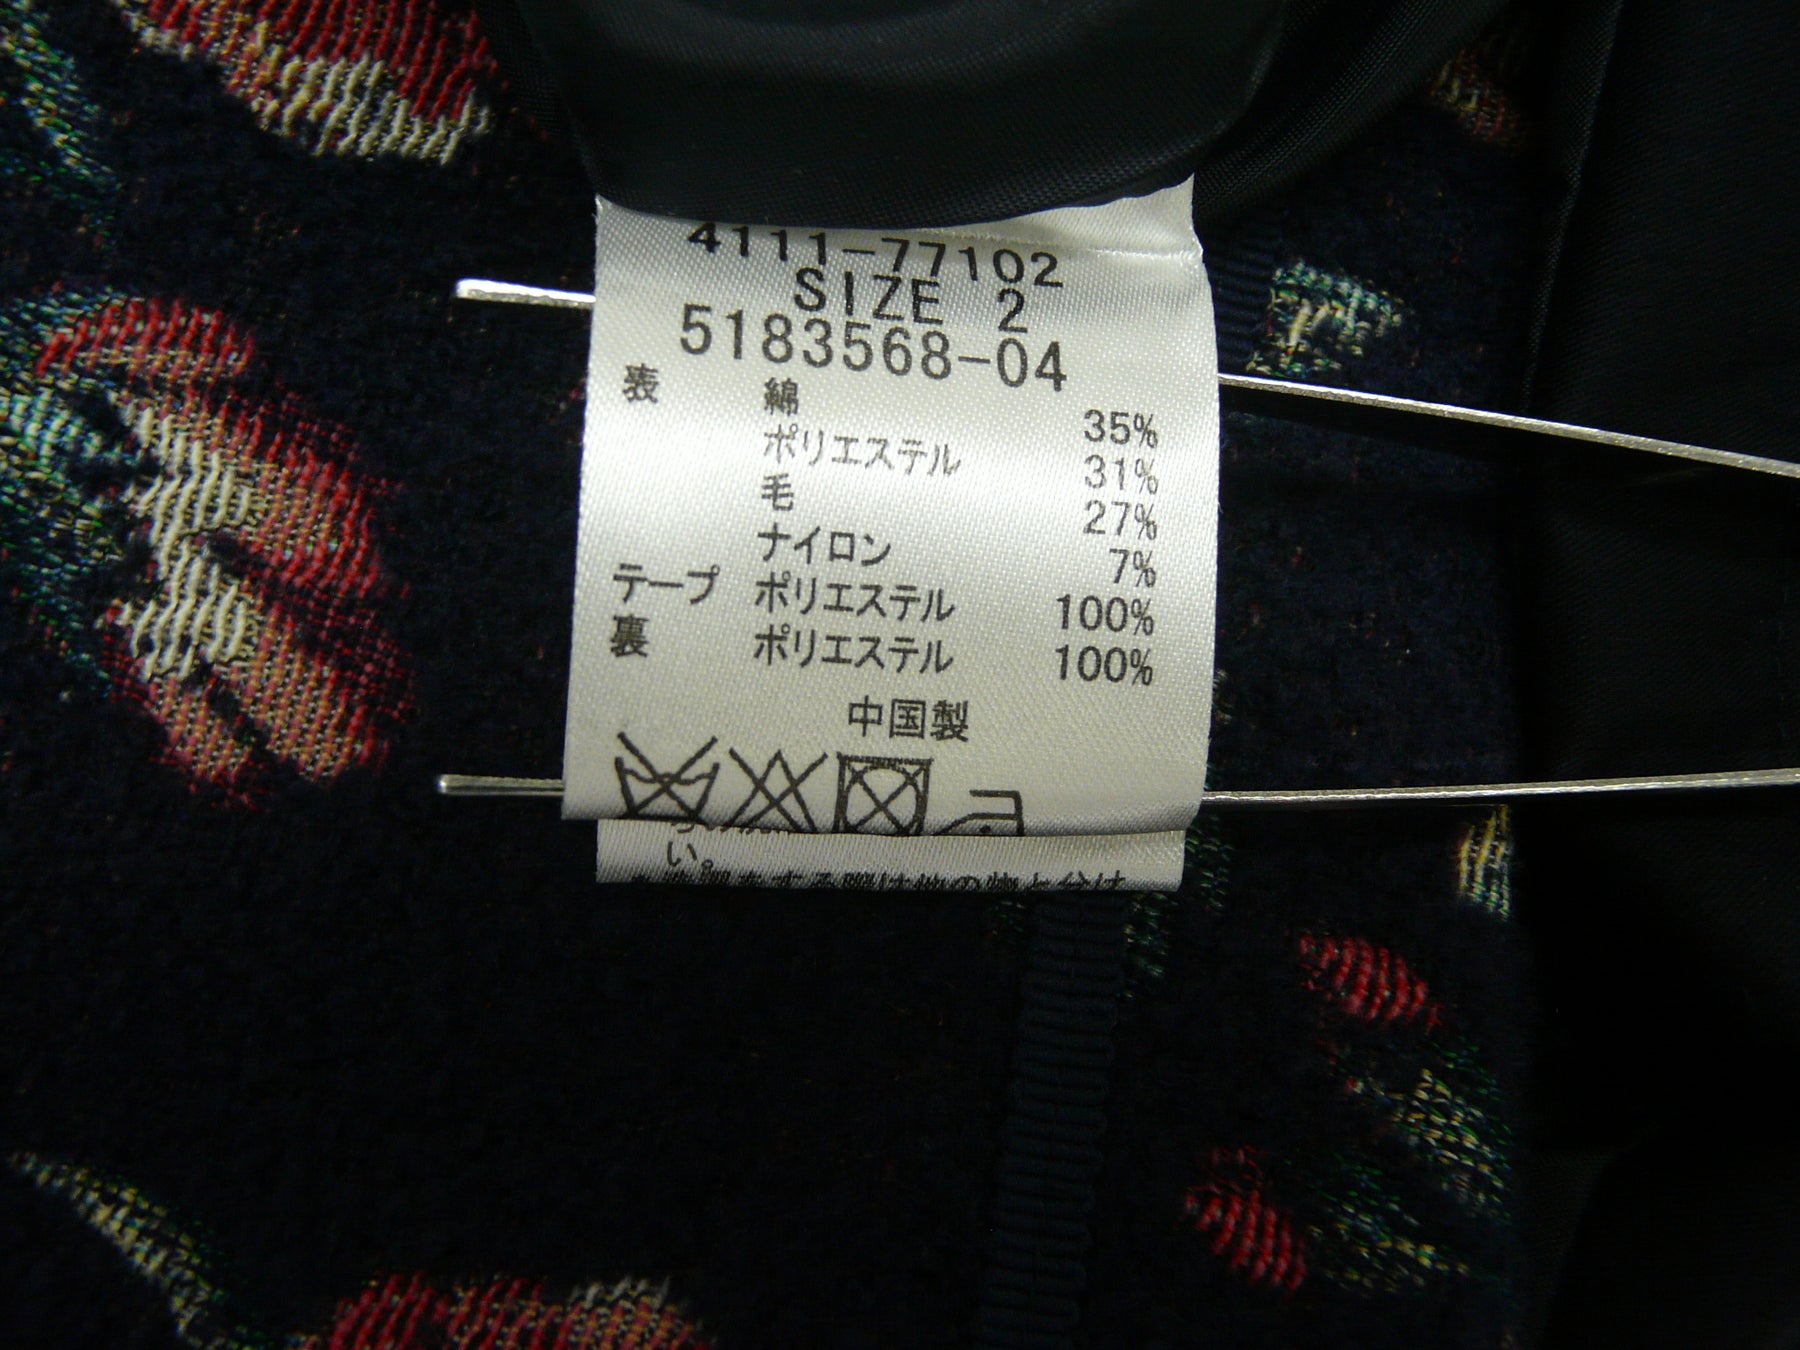 4111-77102
SIZE 2
5183568-04
表 綿 35%
ポリエステル 31%
毛 27%
ナイロン 7%
テープ ポリエステル 100%
裏 ポリエステル 100%
中国製
い。